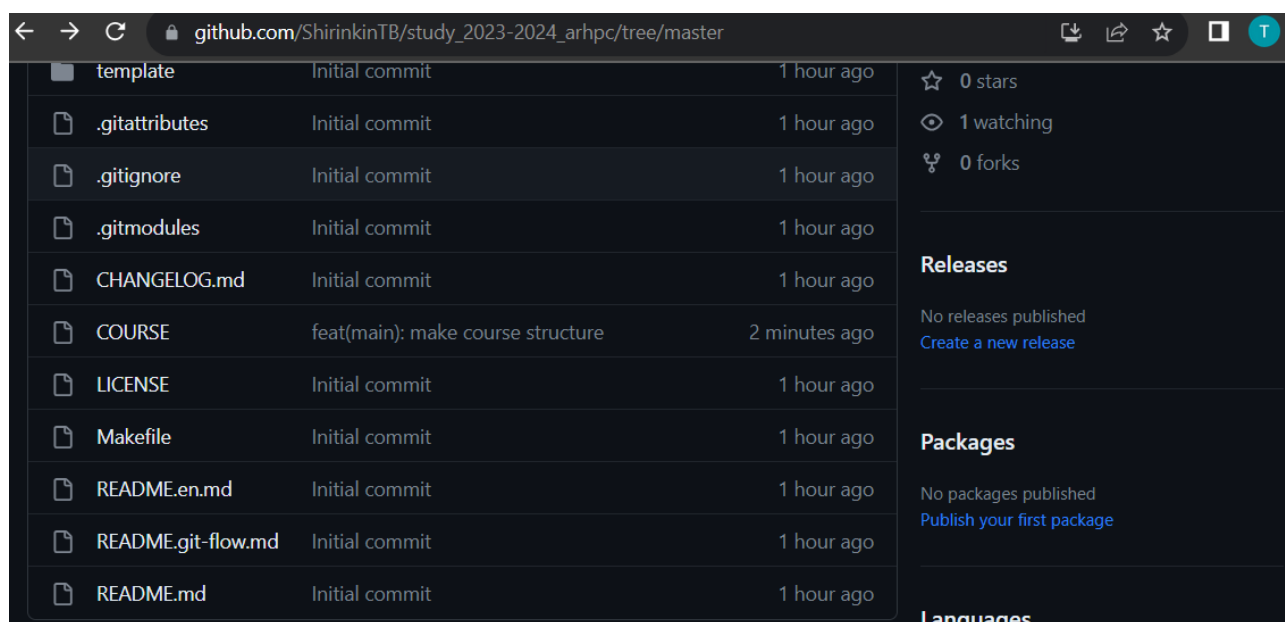 github.com/ShirinkinTB/study_2023-2024_arhpc/tree/master
T
template Initial commit 1 hour ago
.gitattributes Initial commit 1 hour ago
.gitignore Initial commit 1 hour ago
.gitmodules Initial commit 1 hour ago
CHANGELOG.md Initial commit 1 hour ago
COURSE feat(main): make course structure 2 minutes ago
LICENSE Initial commit 1 hour ago
Makefile Initial commit 1 hour ago
README.en.md Initial commit 1 hour ago
README.git-flow.md Initial commit 1 hour ago
README.md Initial commit 1 hour ago
0 stars
1 watching
0 forks
Releases
No releases published
Create a new release
Packages
No packages published
Publish your first package
Languages